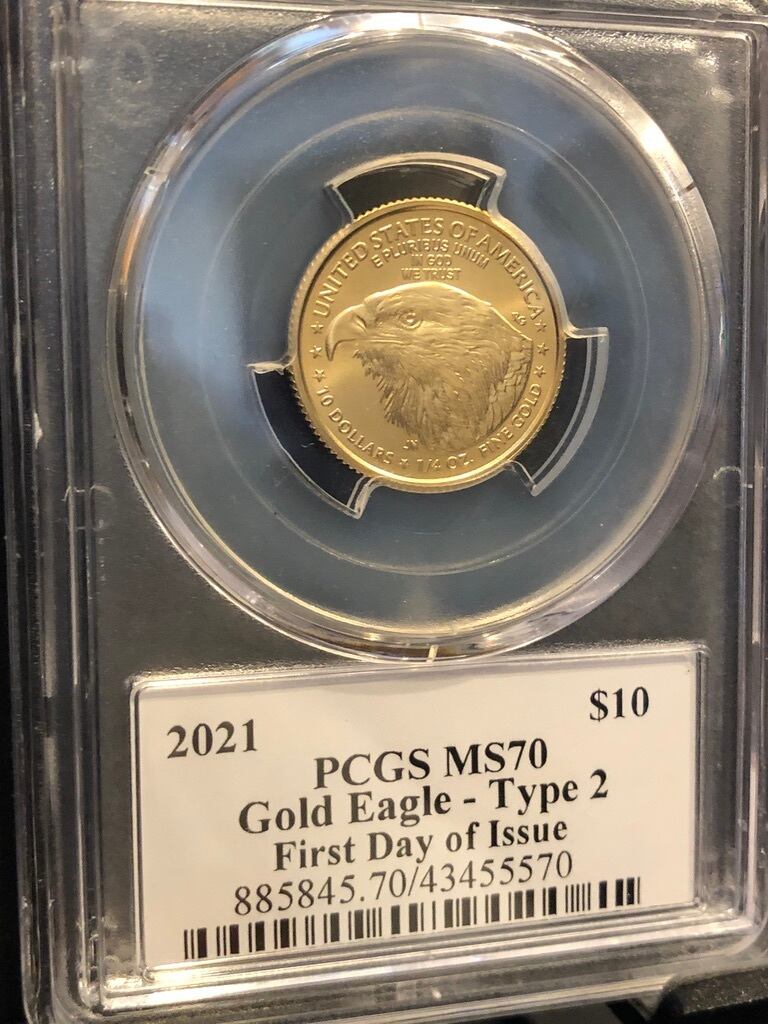 UNITED STATES OF AMERICA
E PLURIBUS UNUM
IN GOD
WE TRUST
AG
JN
10 DOLLARS ★ 1/4 OZ. FINE GOLD
2021
$10
PCGS MS70
Gold Eagle - Type 2
First Day of Issue
885845.70/43455570